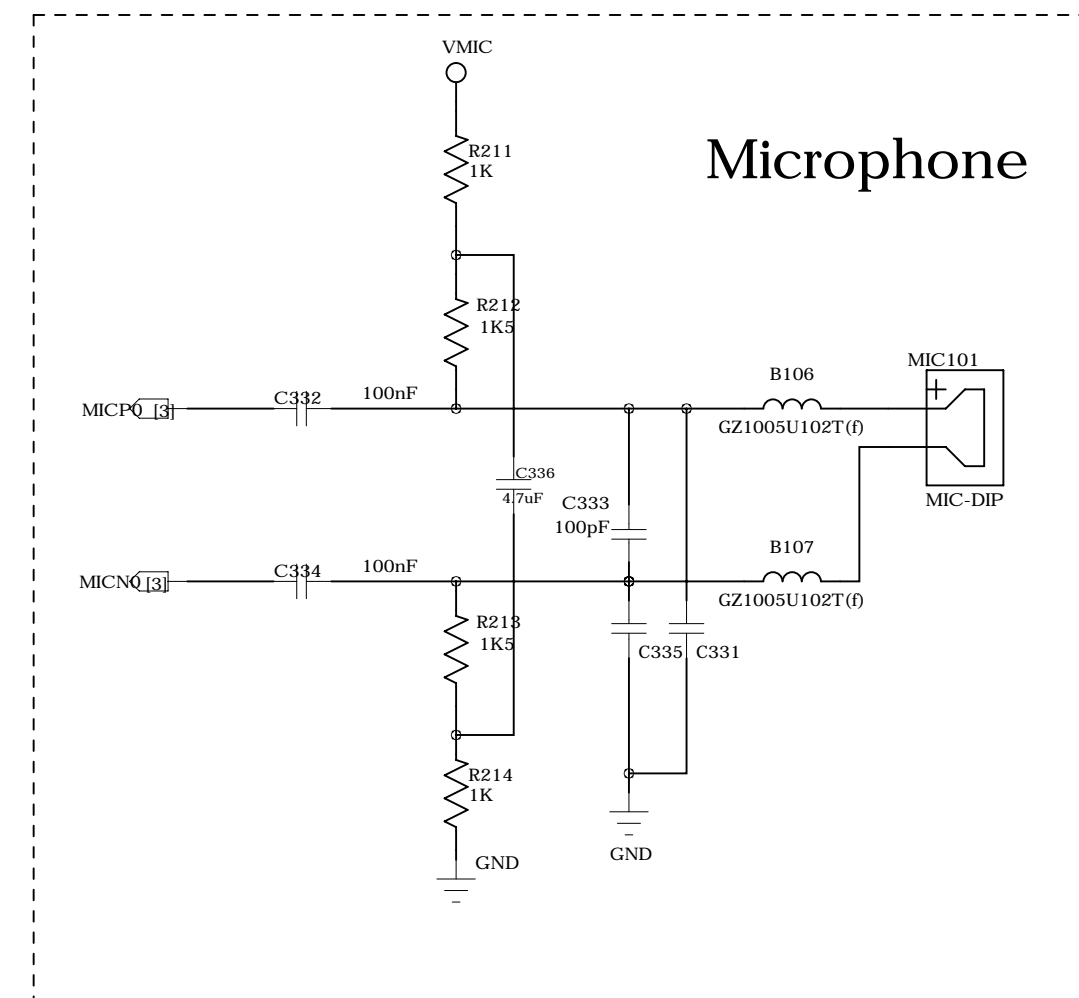 VMIC
R211
1K
Microphone
R212
1K5
MIC101
B106
C332
100nF
MICP0 [3]
GZ1005U102T(f)
C336
4.7uF
C333
100pF
MIC-DIP
B107
C334
100nF
MICN0 [3]
GZ1005U102T(f)
R213
1K5
C335
C331
R214
1K
GND
GND